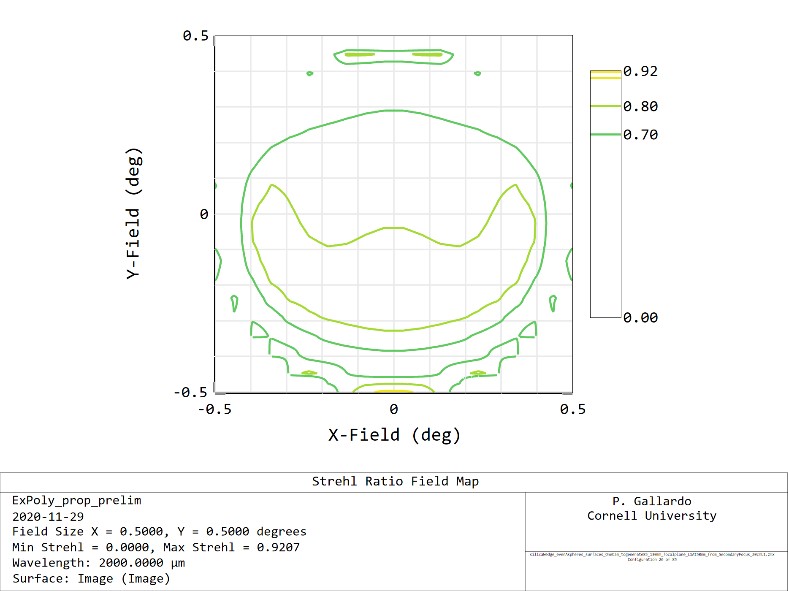 0.5
0
-0.5
Y-Field (deg)
-0.5
0
0.5
X-Field (deg)
0.92
0.80
0.70
0.00
Strehl Ratio Field Map
ExPoly_prop_prelim
2020-11-29
Field Size X = 0.5000, Y = 0.5000 degrees
Min Strehl = 0.0000, Max Strehl = 0.9207
Wavelength: 2000.0000 µm
Surface: Image (Image)
P. Gallardo
Cornell University